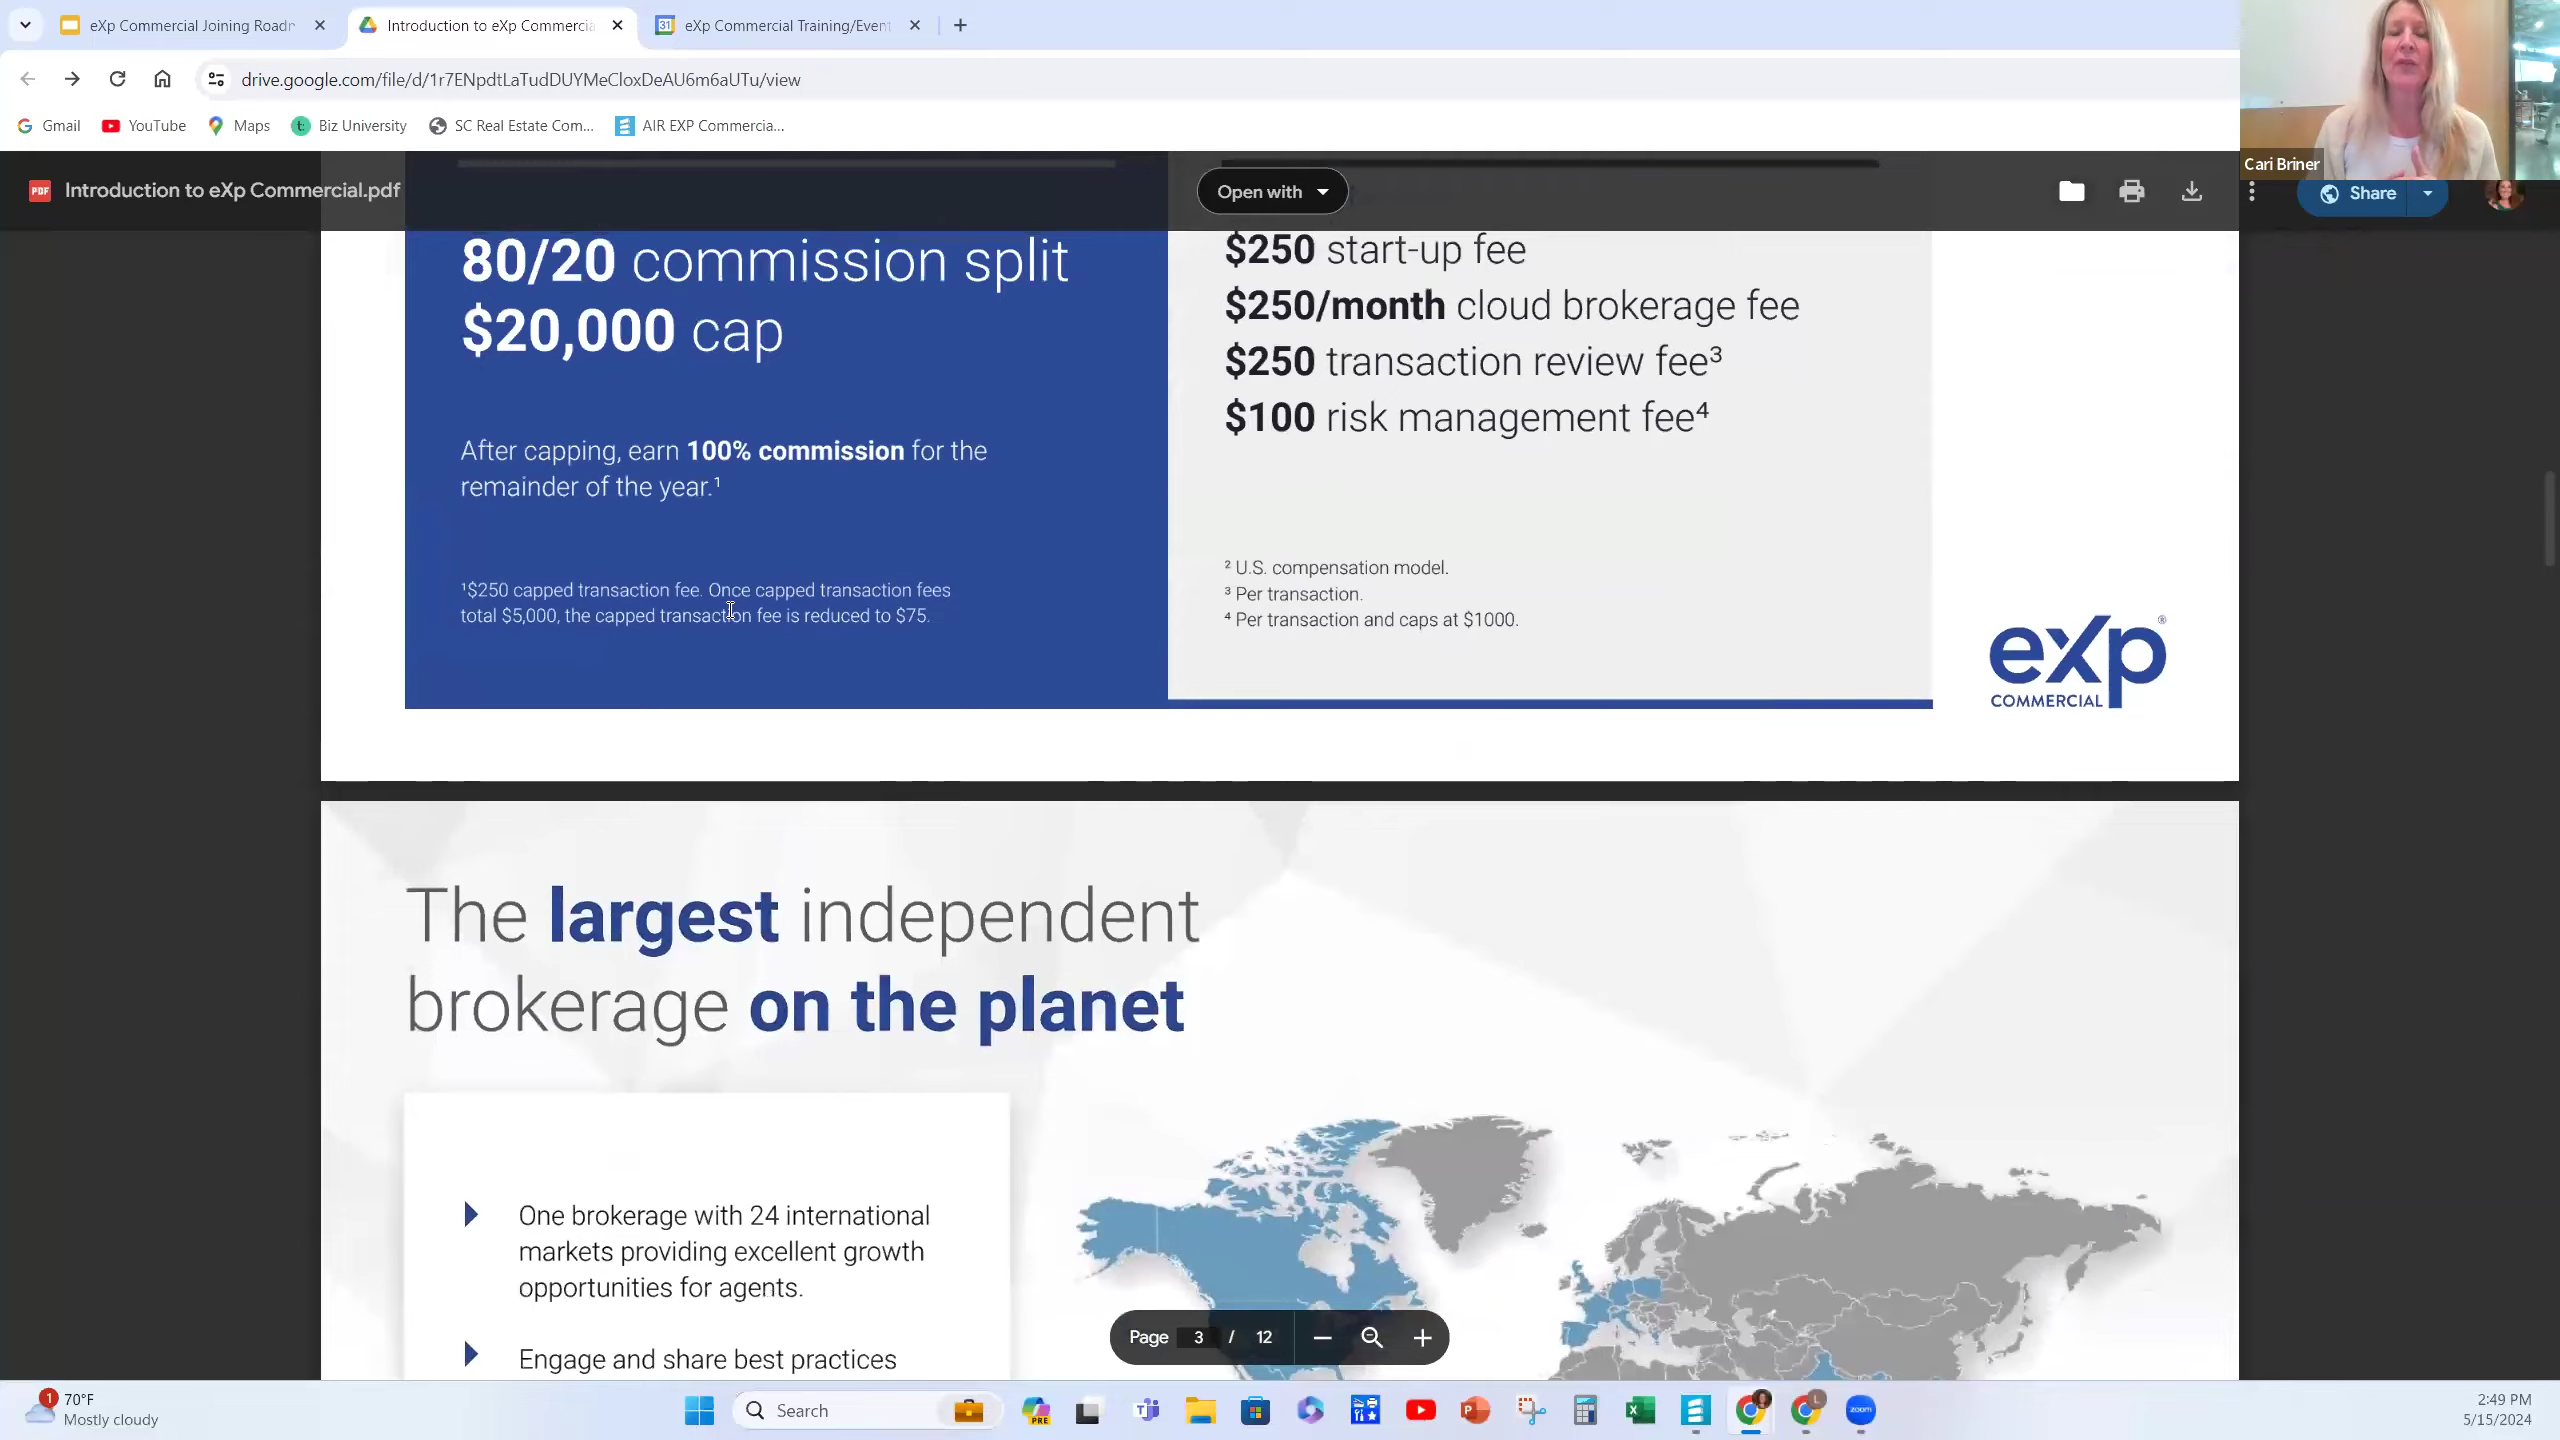 eXp Commercial Joining Roadm
Introduction to eXp Commercia
31
eXp Commercial Training/Event
drive.google.com/file/d/1r7ENpdtLaTudDUYMeCloxDeAU6m6aUTu/view
Gmail
YouTube
Maps
Biz University
SC Real Estate Com...
AIR EXP Commercia...
Cari Briner
PDF
Introduction to eXp Commercial.pdf
Open with
Share
80/20 commission split
$20,000 cap
After capping, earn 100% commission for the
remainder of the year.¹
¹$250 capped transaction fee. Once capped transaction fees
total $5,000, the capped transaction fee is reduced to $75.
$250 start-up fee
$250/month cloud brokerage fee
$250 transaction review fee³
$100 risk management fee⁴
² U.S. compensation model.
³ Per transaction.
⁴ Per transaction and caps at $1000.
eXp®
COMMERCIAL
The largest independent
brokerage on the planet
One brokerage with 24 international
markets providing excellent growth
opportunities for agents.
Engage and share best practices
Page 3 / 12
1
70°F
Mostly cloudy
Search
PRE
zoom
2:49 PM
5/15/2024